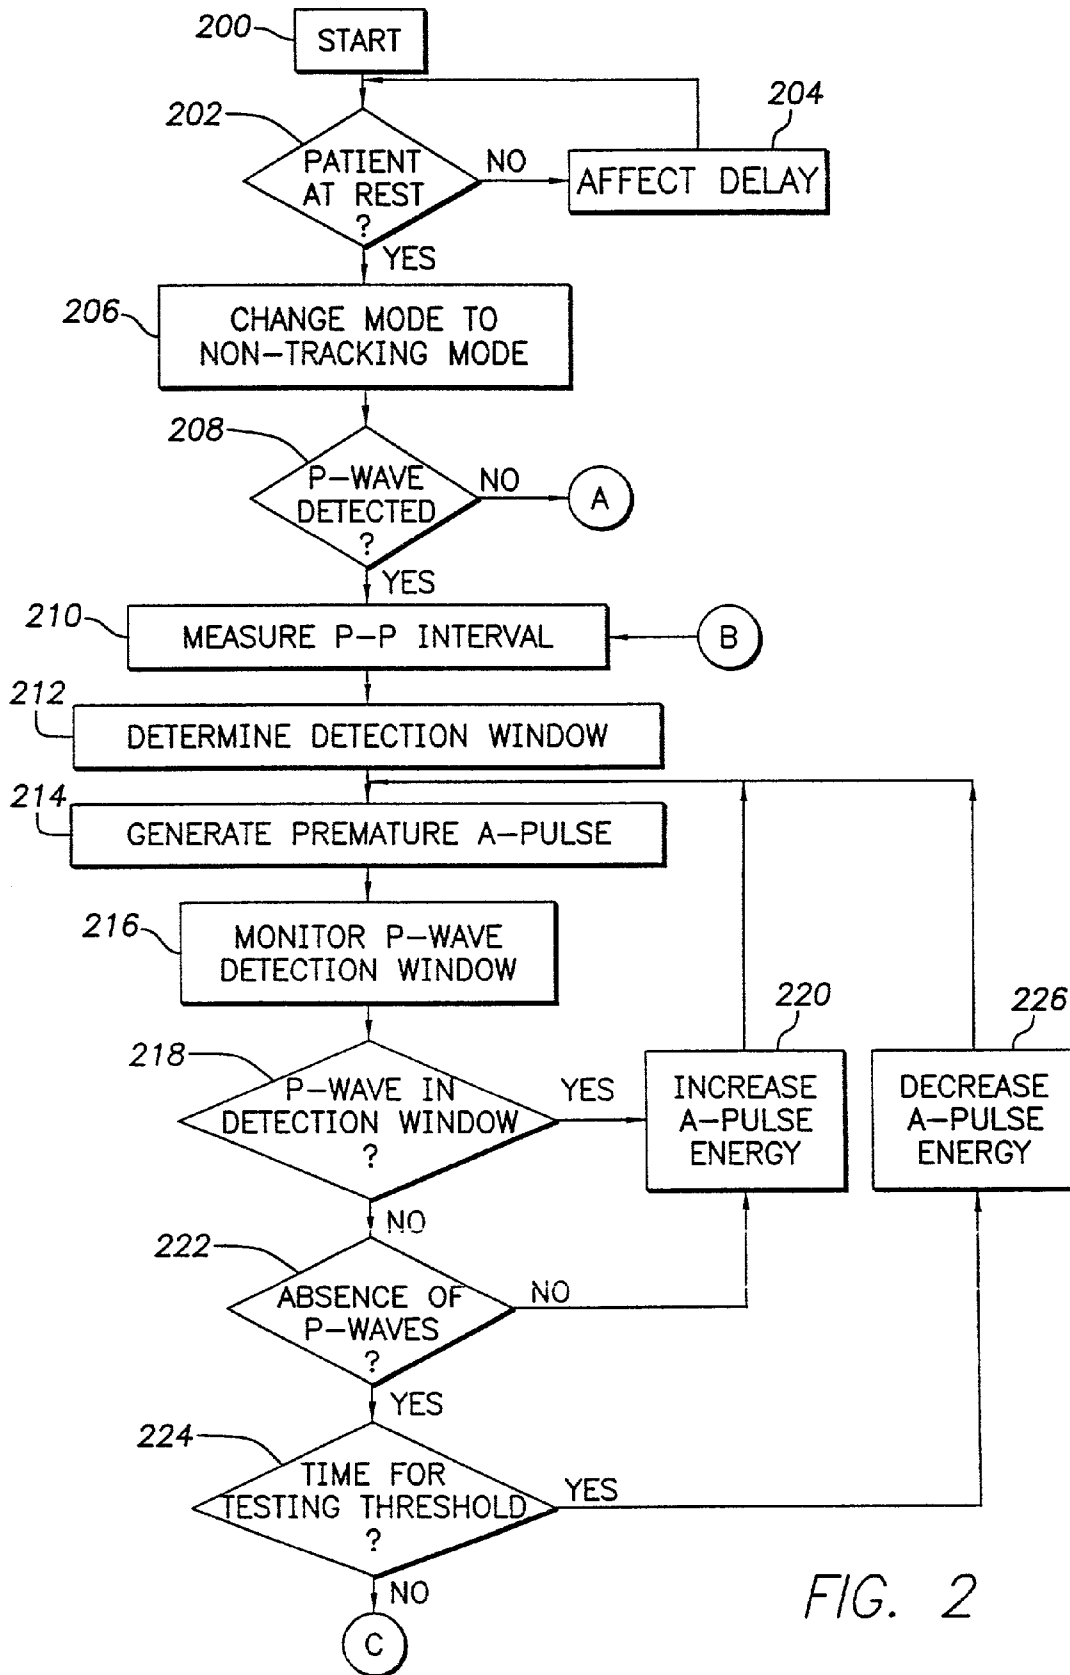 200
START
202
204
PATIENT
AT REST
?
NO
AFFECT DELAY
YES
206
CHANGE MODE TO
NON-TRACKING MODE
208
P-WAVE
DETECTED
?
NO
A
YES
210
MEASURE P-P INTERVAL
B
212
DETERMINE DETECTION WINDOW
214
GENERATE PREMATURE A-PULSE
216
MONITOR P-WAVE
DETECTION WINDOW
218
P-WAVE IN
DETECTION WINDOW
?
YES
220
INCREASE
A-PULSE
ENERGY
226
DECREASE
A-PULSE
ENERGY
NO
222
ABSENCE OF
P-WAVES
?
NO
YES
224
TIME FOR
TESTING THRESHOLD
?
YES
NO
C
FIG. 2